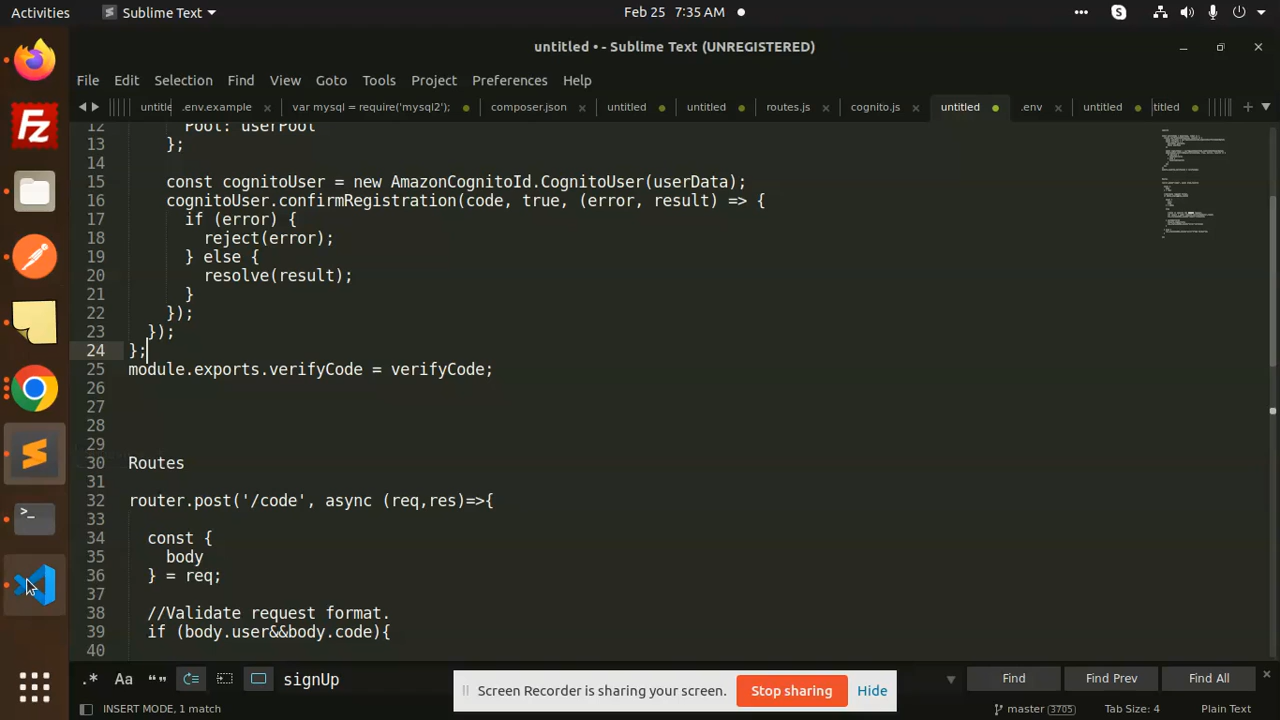 Activities
Sublime Text
Feb 25 7:35 AM
untitled • - Sublime Text (UNREGISTERED)
File Edit Selection Find View Goto Tools Project Preferences Help
untitle .env.example var mysql = require('mysql2'); composer.json untitled untitled routes.js cognito.js untitled .env untitled titled
12 Pool: userPool
13 };
14
15 const cognitoUser = new AmazonCognitoId.CognitoUser(userData);
16 cognitoUser.confirmRegistration(code, true, (error, result) => {
17 if (error) {
18 reject(error);
19 } else {
20 resolve(result);
21 }
22 });
23 });
24 };
25 module.exports.verifyCode = verifyCode;
26
27
28
29
30 Routes
31
32 router.post('/code', async (req,res)=>{
33
34 const {
35 body
36 } = req;
37
38 //Validate request format.
39 if (body.user&&body.code){
40
.* Aa “” signUp Find Find Prev Find All
Screen Recorder is sharing your screen. Stop sharing Hide
INSERT MODE, 1 match master 3705 Tab Size: 4 Plain Text